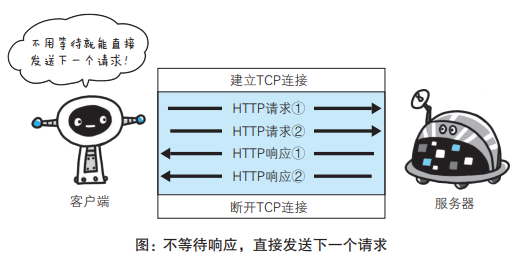 不用等待就能直接
发送下一个请求！
建立TCP连接
HTTP请求①
HTTP请求②
HTTP响应①
HTTP响应②
断开TCP连接
客户端
服务器
图：不等待响应，直接发送下一个请求